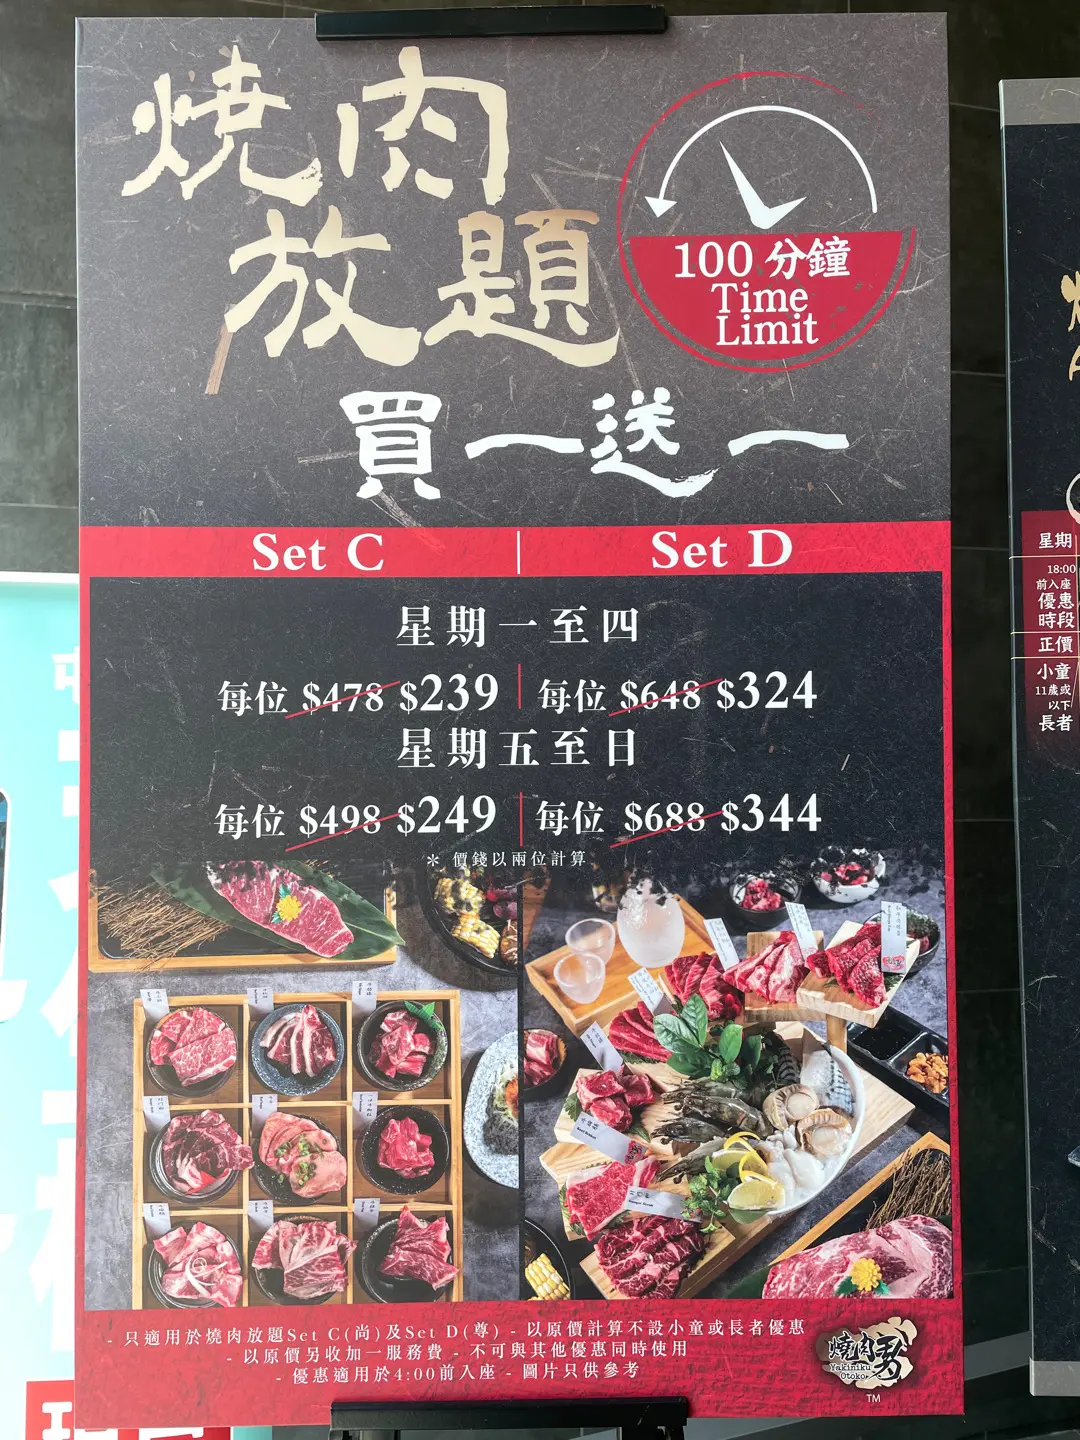 燒肉
放題
100 分鐘
Time
Limit
買一送一
Set C | Set D
星期一至四
每位 $478 $239 | 每位 $648 $324
星期五至日
每位 $498 $249 | 每位 $688 $344
* 價錢以兩位計算
- 只適用於燒肉放題Set C(尚)及Set D(尊) - 以原價計算不設小童或長者優惠
- 以原價另收加一服務費 - 不可與其他優惠同時使用
- 優惠適用於4:00前入座 - 圖片只供參考
燒肉男
Yakiniku
Otoko
TM
星期
18:00
前入座
優惠
時段
正價
小童
11歲或
以下
長者